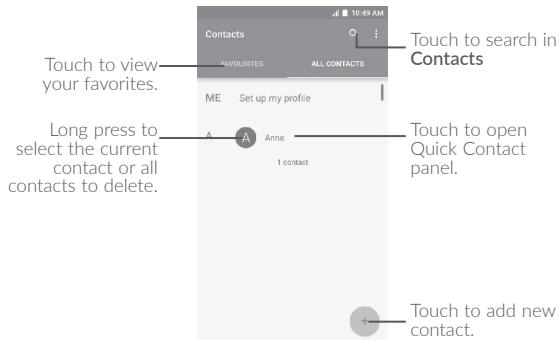 10:49 AM
Contacts
FAVOURITES ALL CONTACTS
ME Set up my profile
A A Anne
1 contact
+
Touch to view
your favorites.
Long press to
select the current
contact or all
contacts to delete.
Touch to search in
Contacts
Touch to open
Quick Contact
panel.
Touch to add new
contact.